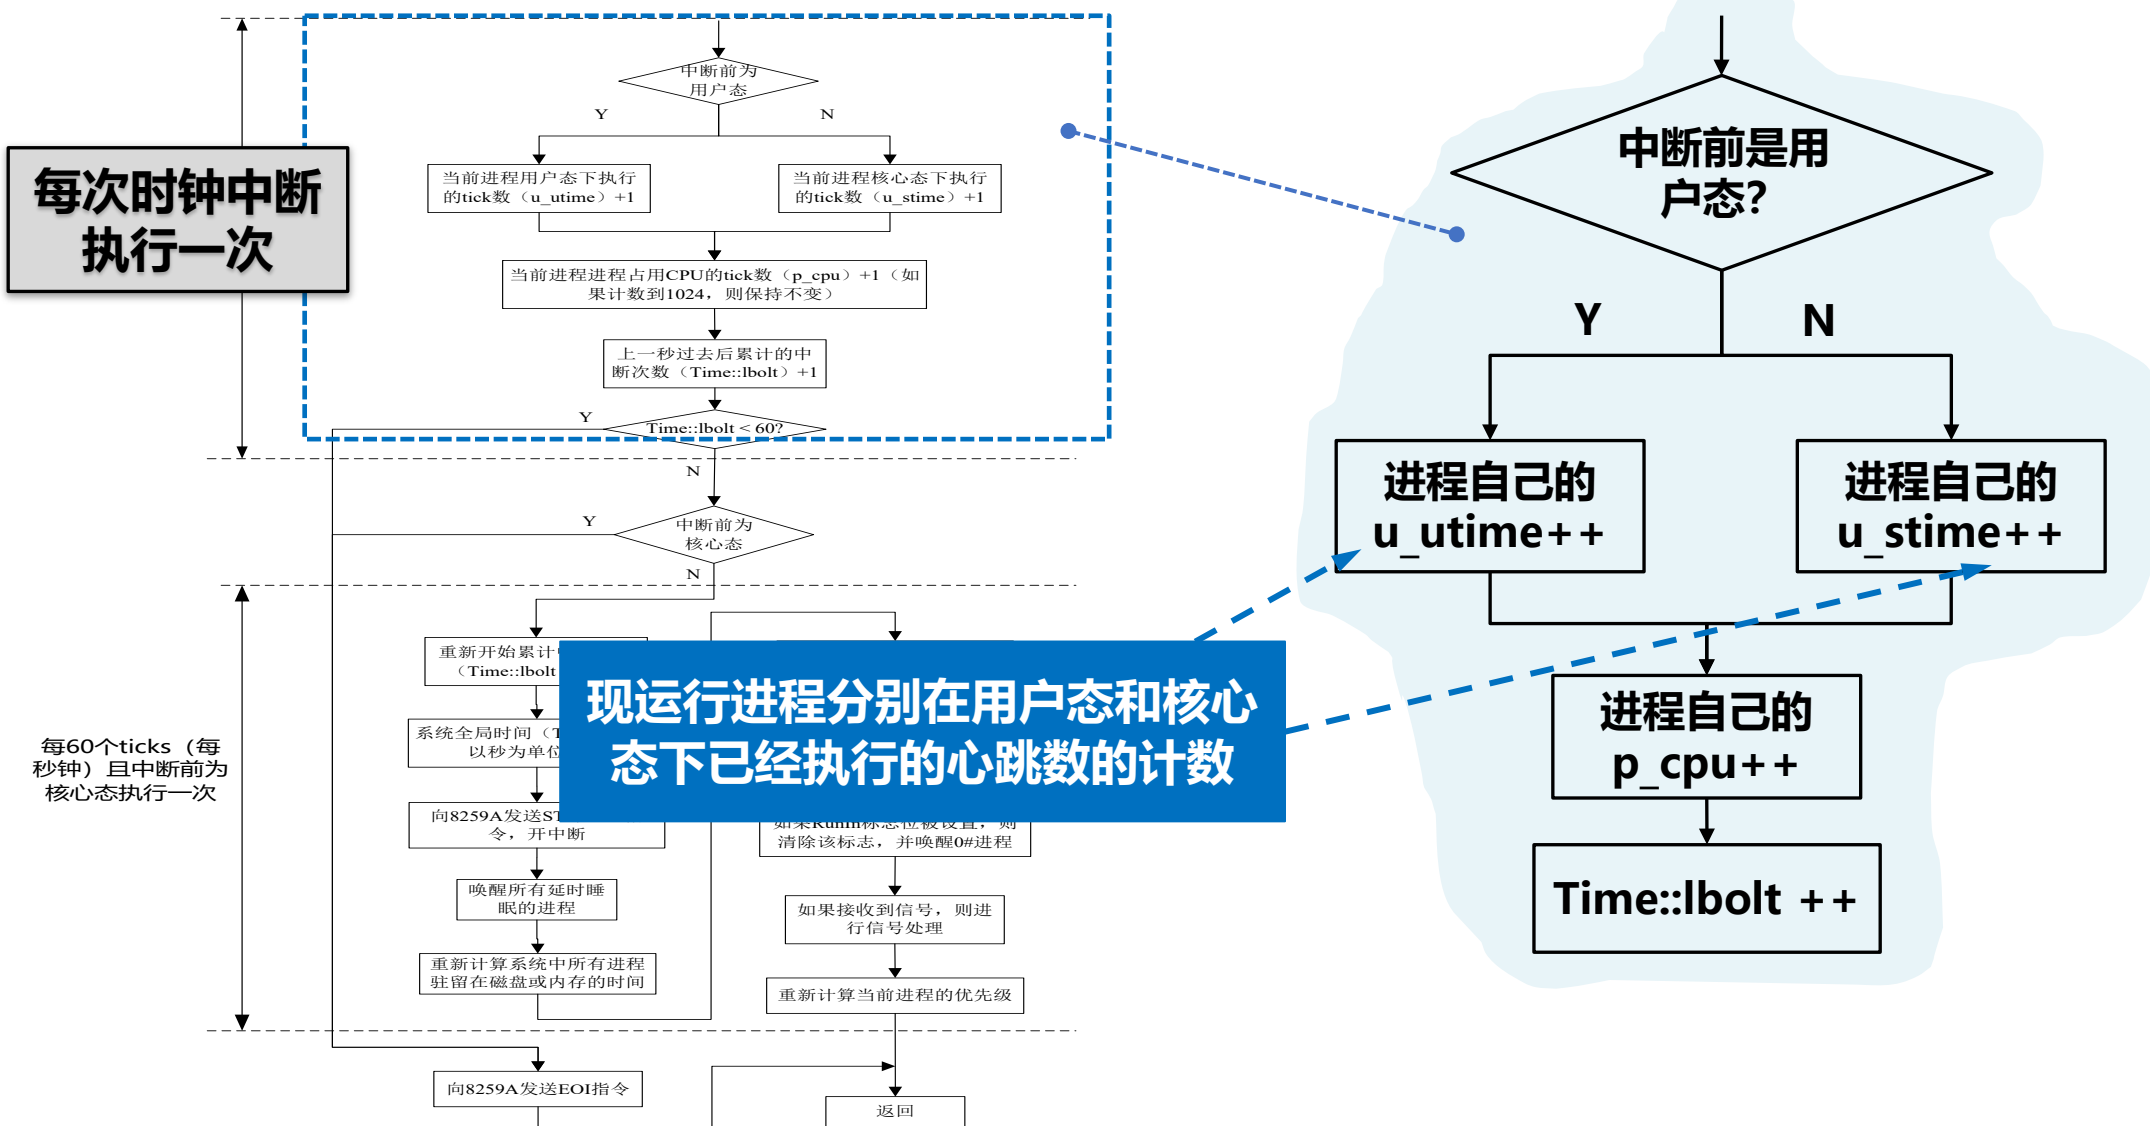 中断前为
用户态
Y
N
当前进程用户态下执行
的tick数（u_utime）+1
当前进程核心态下执行
的tick数（u_stime）+1
当前进程进程占用CPU的tick数（p_cpu）+1（如
果计数到1024，则保持不变）
上一秒过去后累计的中
断次数（Time::lbolt）+1
Y
Time::lbolt < 60?
N
Y
中断前为
核心态
N
每次时钟中断
执行一次
每60个ticks（每
秒钟）且中断前为
核心态执行一次
重新开始累计
（Time::lbolt
系统全局时间（
以秒为单位
向8259A发送ST
令，开中断
唤醒所有延时睡
眠的进程
重新计算系统中所有进程
驻留在磁盘或内存的时间
如果RunIn标志位被设置，则
清除该标志，并唤醒0#进程
如果接收到信号，则进
行信号处理
重新计算当前进程的优先级
向8259A发送EOI指令
返回
现运行进程分别在用户态和核心
态下已经执行的心跳数的计数
中断前是用
户态？
Y
N
进程自己的
u_utime++
进程自己的
u_stime++
进程自己的
p_cpu++
Time::lbolt ++